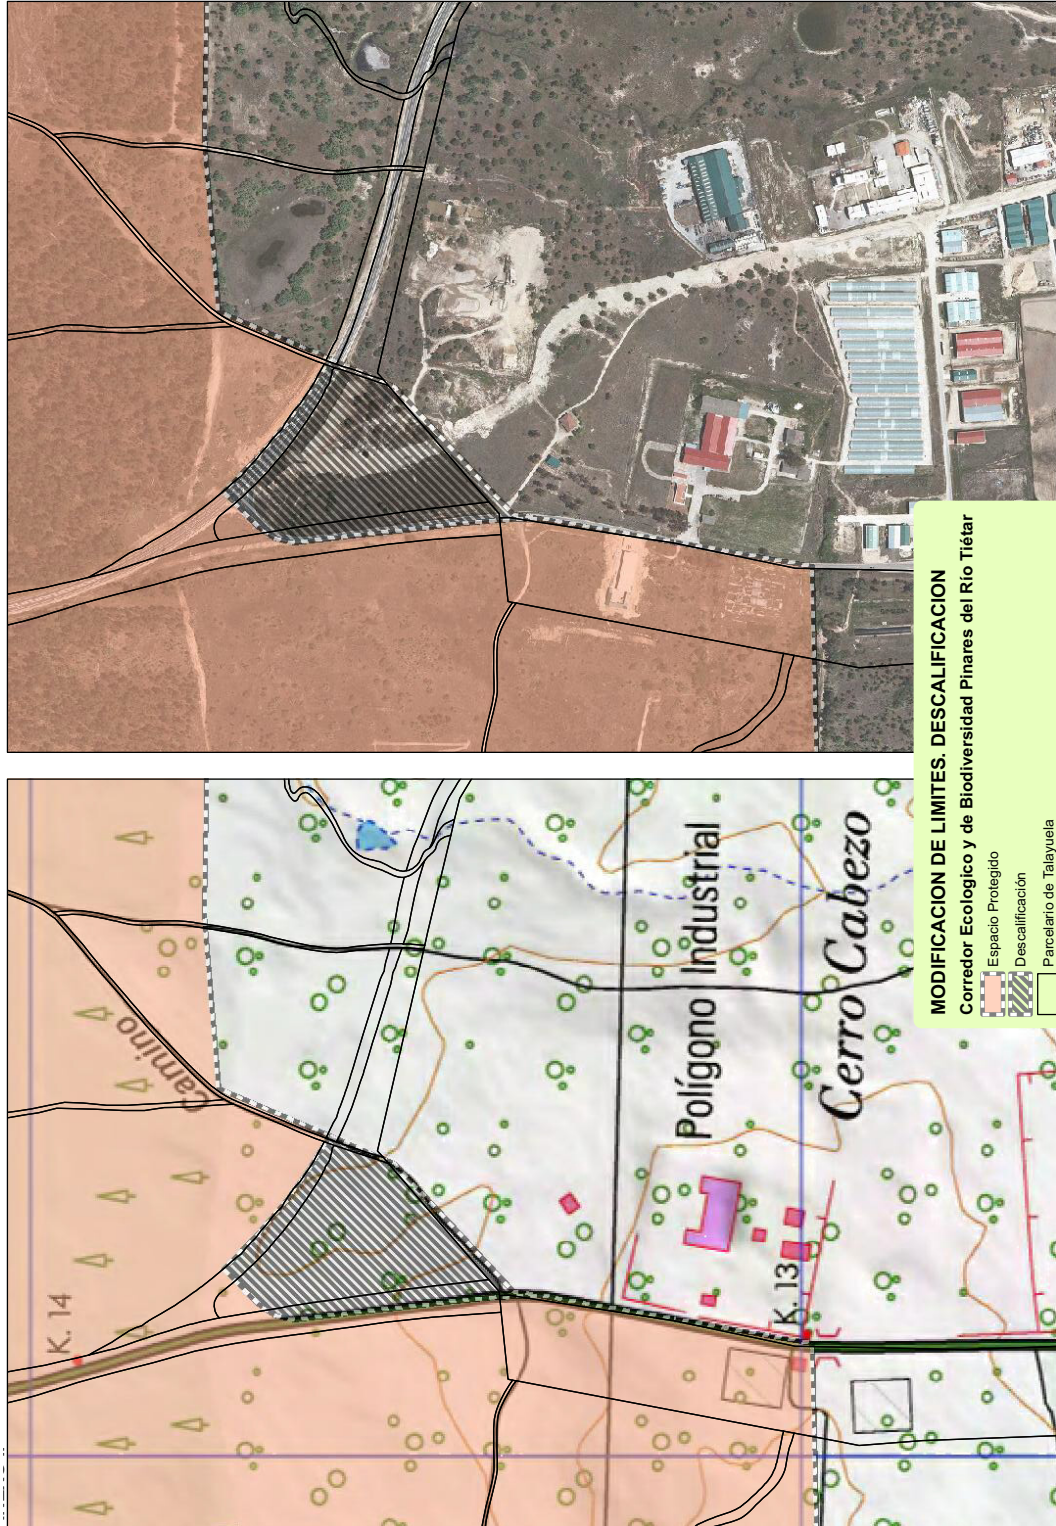 Camino
K. 14
Polígono Industrial
Cerro Cabezo
K. 13
MODIFICACION DE LIMITES. DESCALIFICACION
Corredor Ecologico y de Biodiversidad Pinares del Río Tiétar
Espacio Protegido
Descalificación
Parcelario de Talayuela